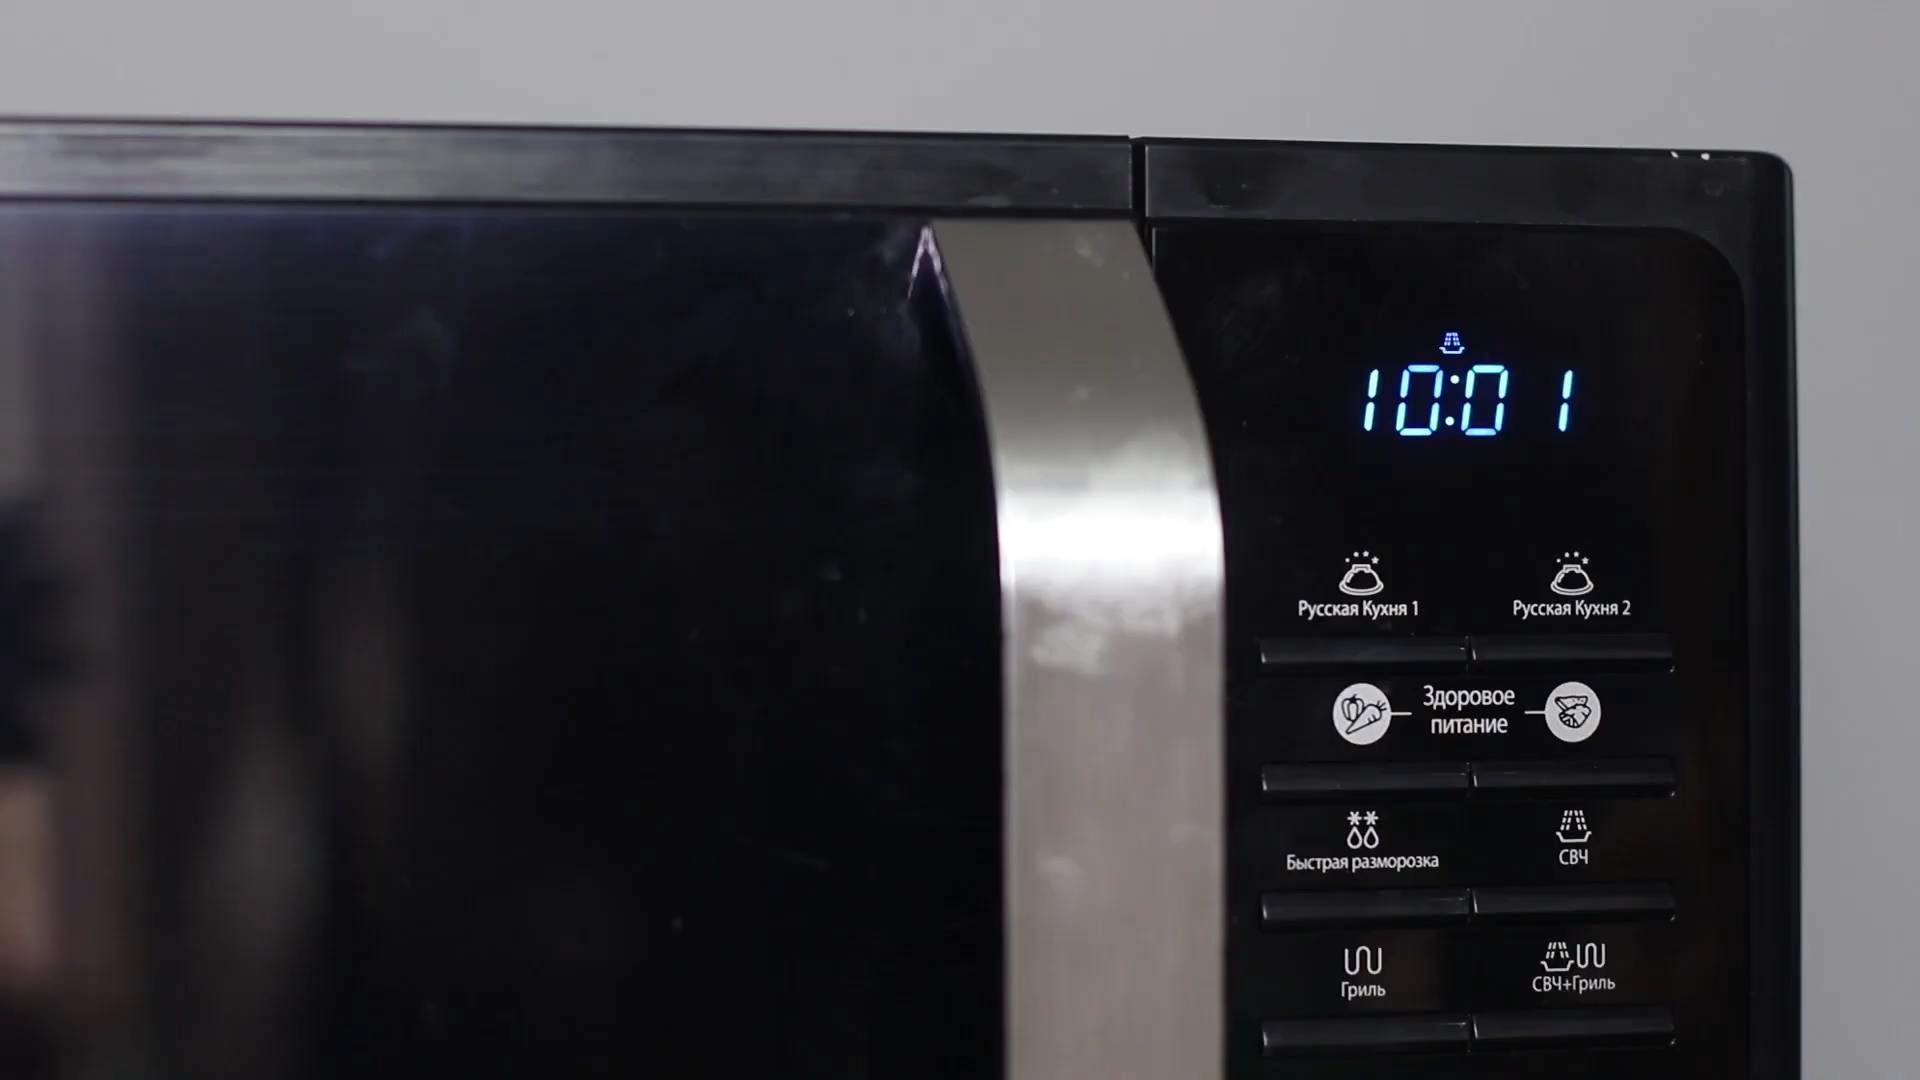 10:01
Русская Кухня 1
Русская Кухня 2
Здоровое
питание
Быстрая разморозка
СВЧ
Гриль
СВЧ+Гриль